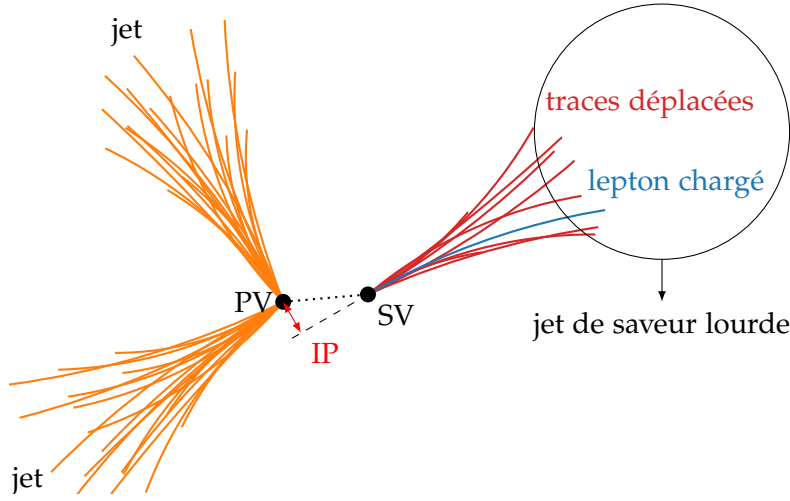 jet
traces déplacées
lepton chargé
PV
SV
jet de saveur lourde
IP
jet